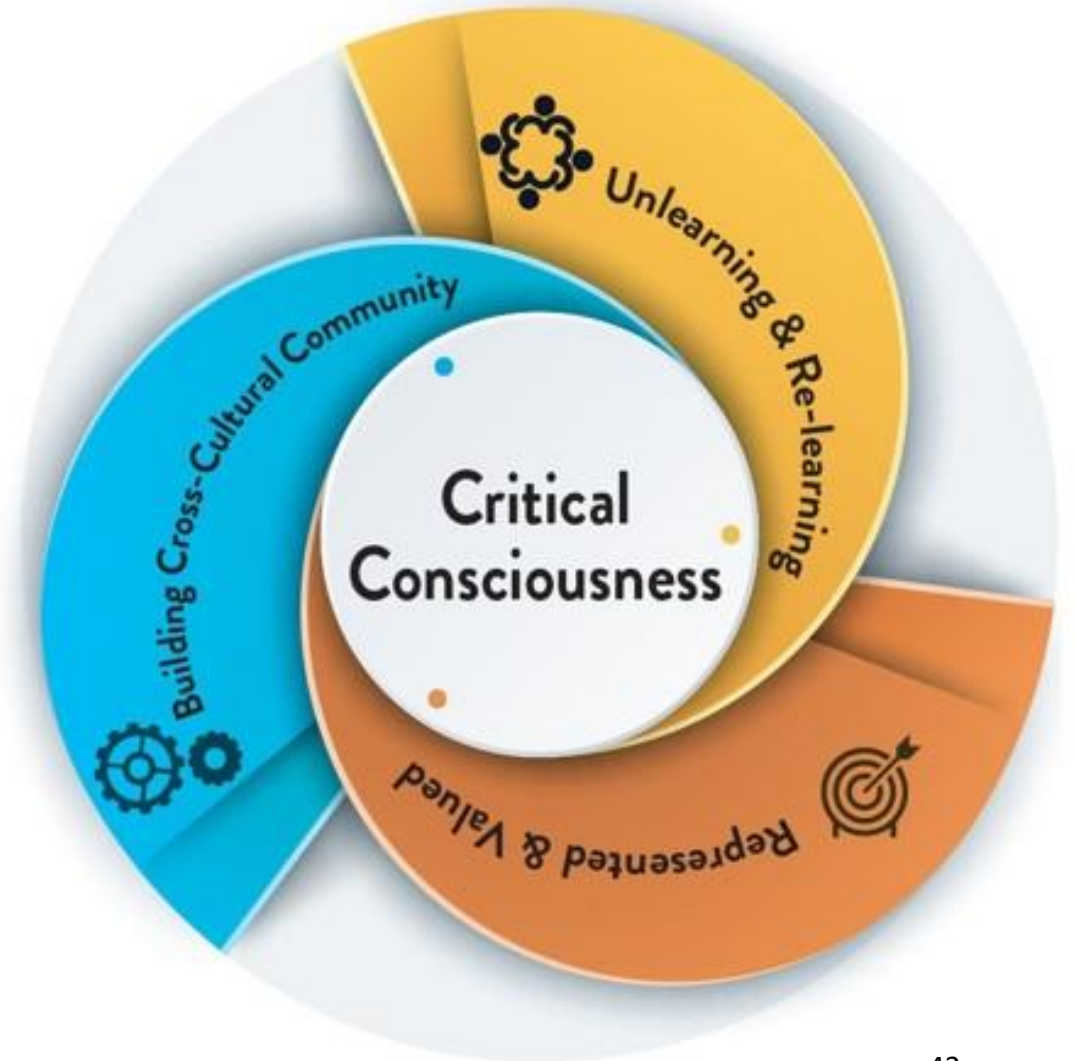 Unlearning & Re-learning
Building Cross-Cultural Community
Critical
Consciousness
Represented & Valued